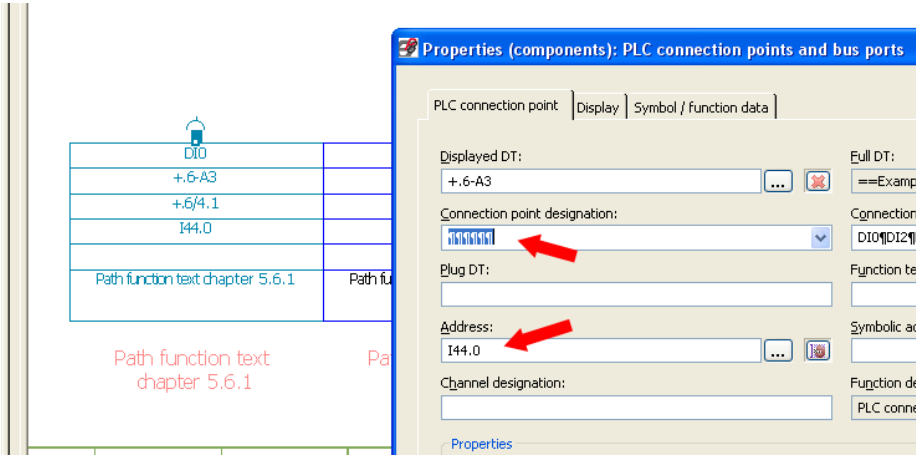 Properties (components): PLC connection points and bus ports
PLC connection point
Display
Symbol / function data
DI0
+.6-A3
+.6/4.1
I44.0
Path function text chapter 5.6.1
Path fu
Path function text
chapter 5.6.1
Pa
Displayed DT:
Full DT:
+.6-A3
...
==Examp
Connection point designation:
Connection
¶¶¶¶¶¶
DI0¶DI2¶
Plug DT:
Function te
Address:
Symbolic ad
I44.0
...
Channel designation:
Function de
PLC conne
Properties